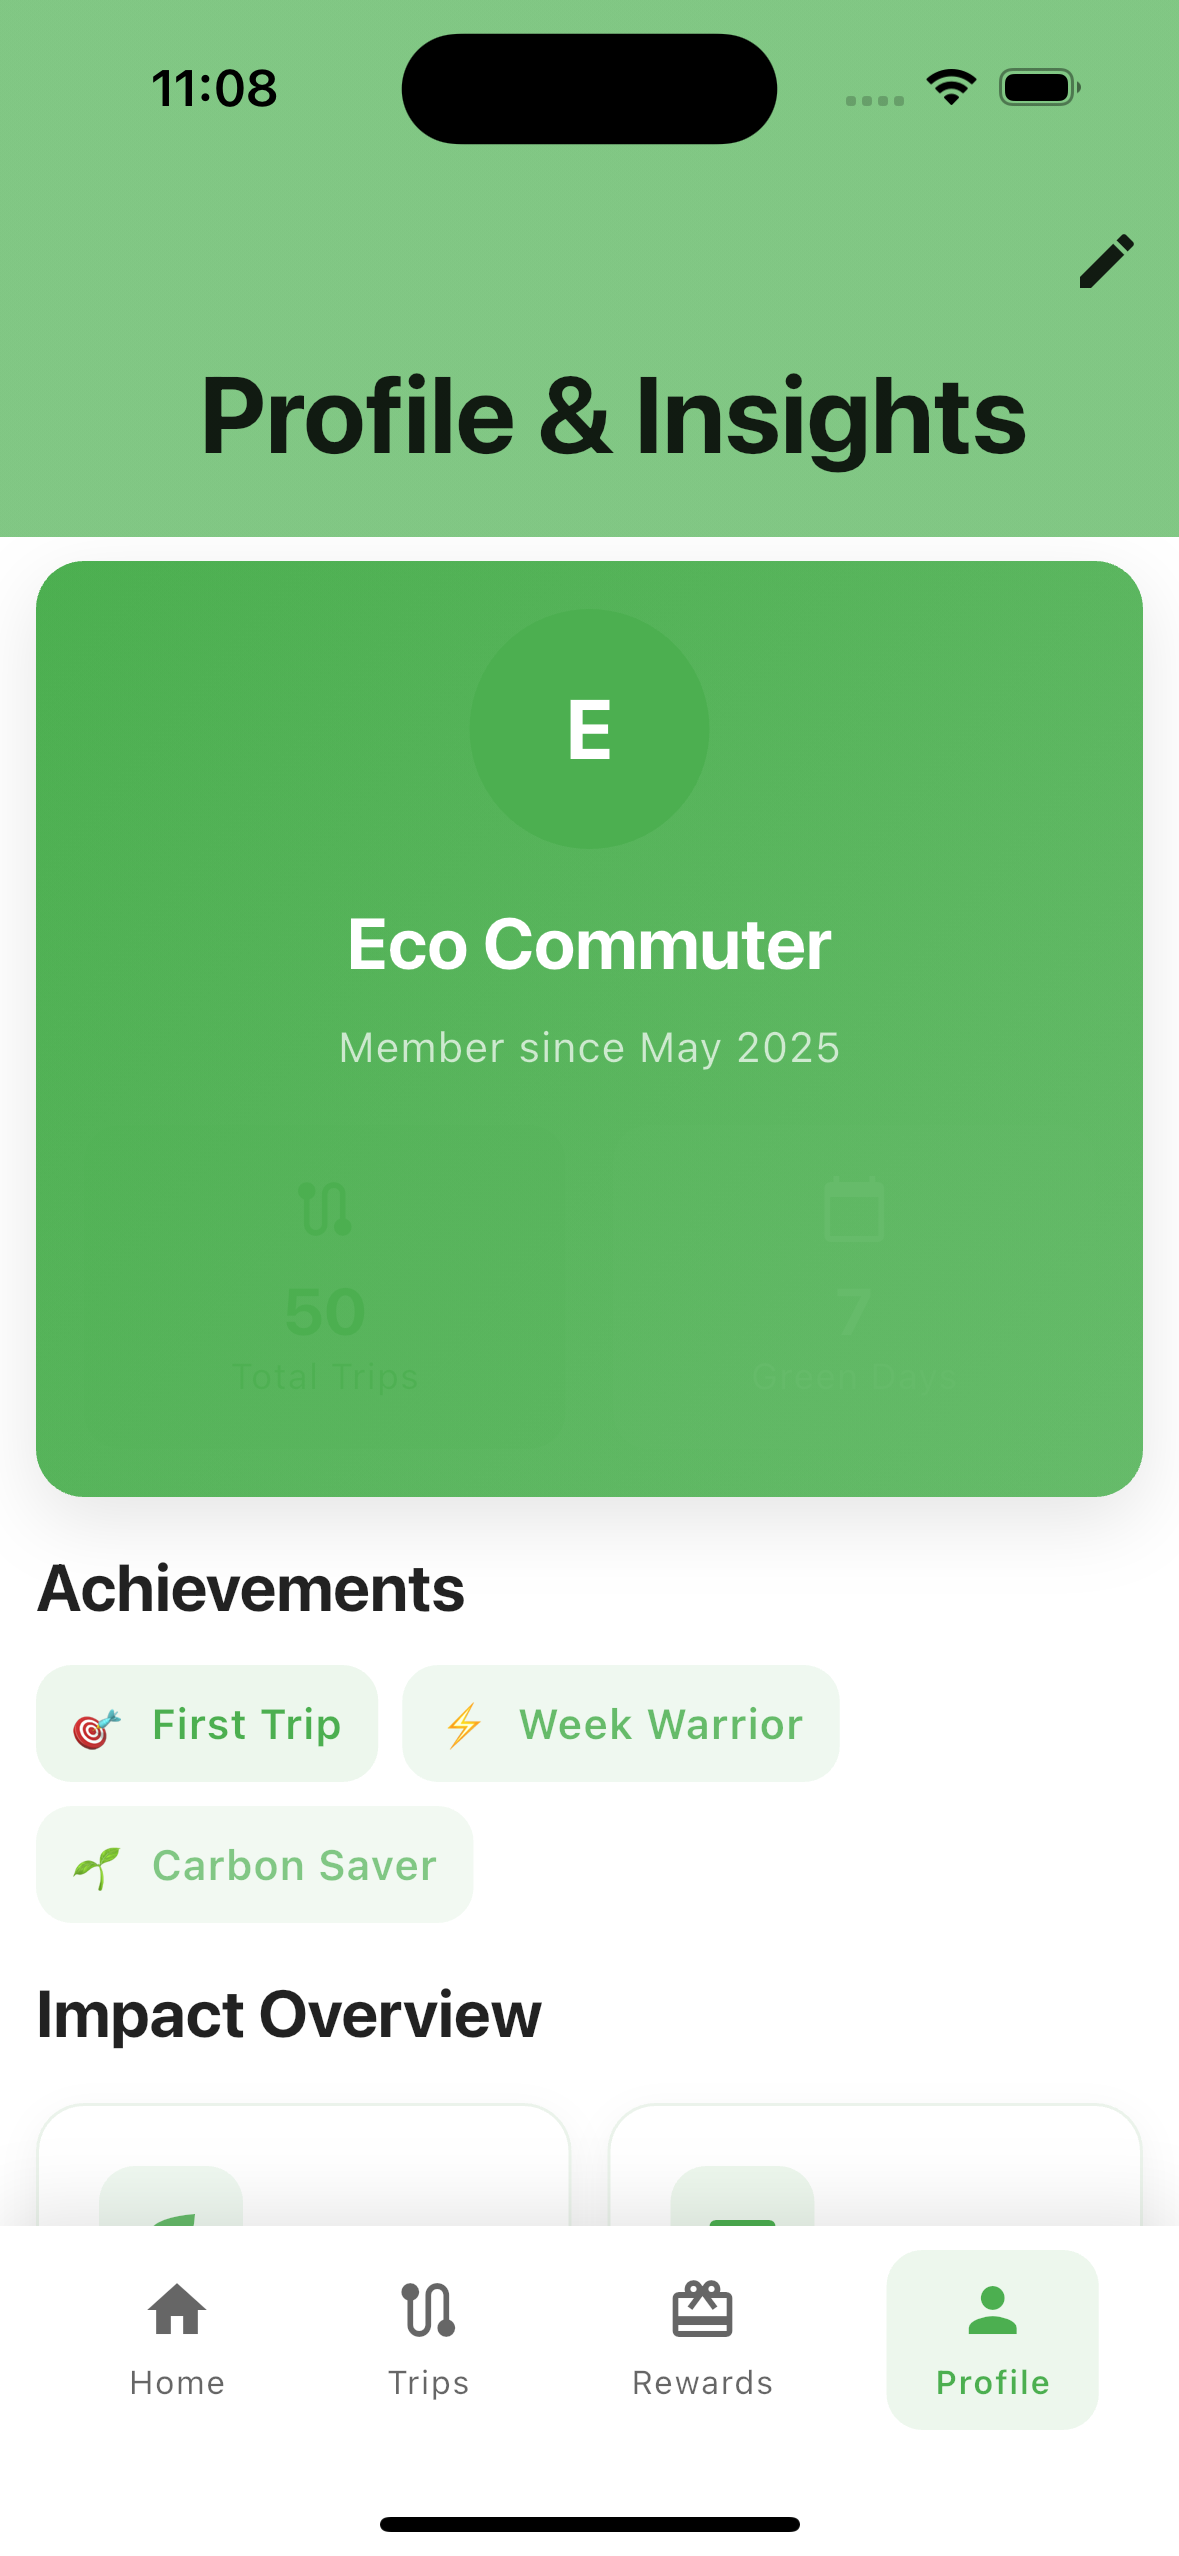 11:08
Profile & Insights
E
Eco Commuter
Member since May 2025
50
7
Total Trips
Green Days
Achievements
First Trip
Week Warrior
Carbon Saver
Impact Overview
Home
Trips
Rewards
Profile